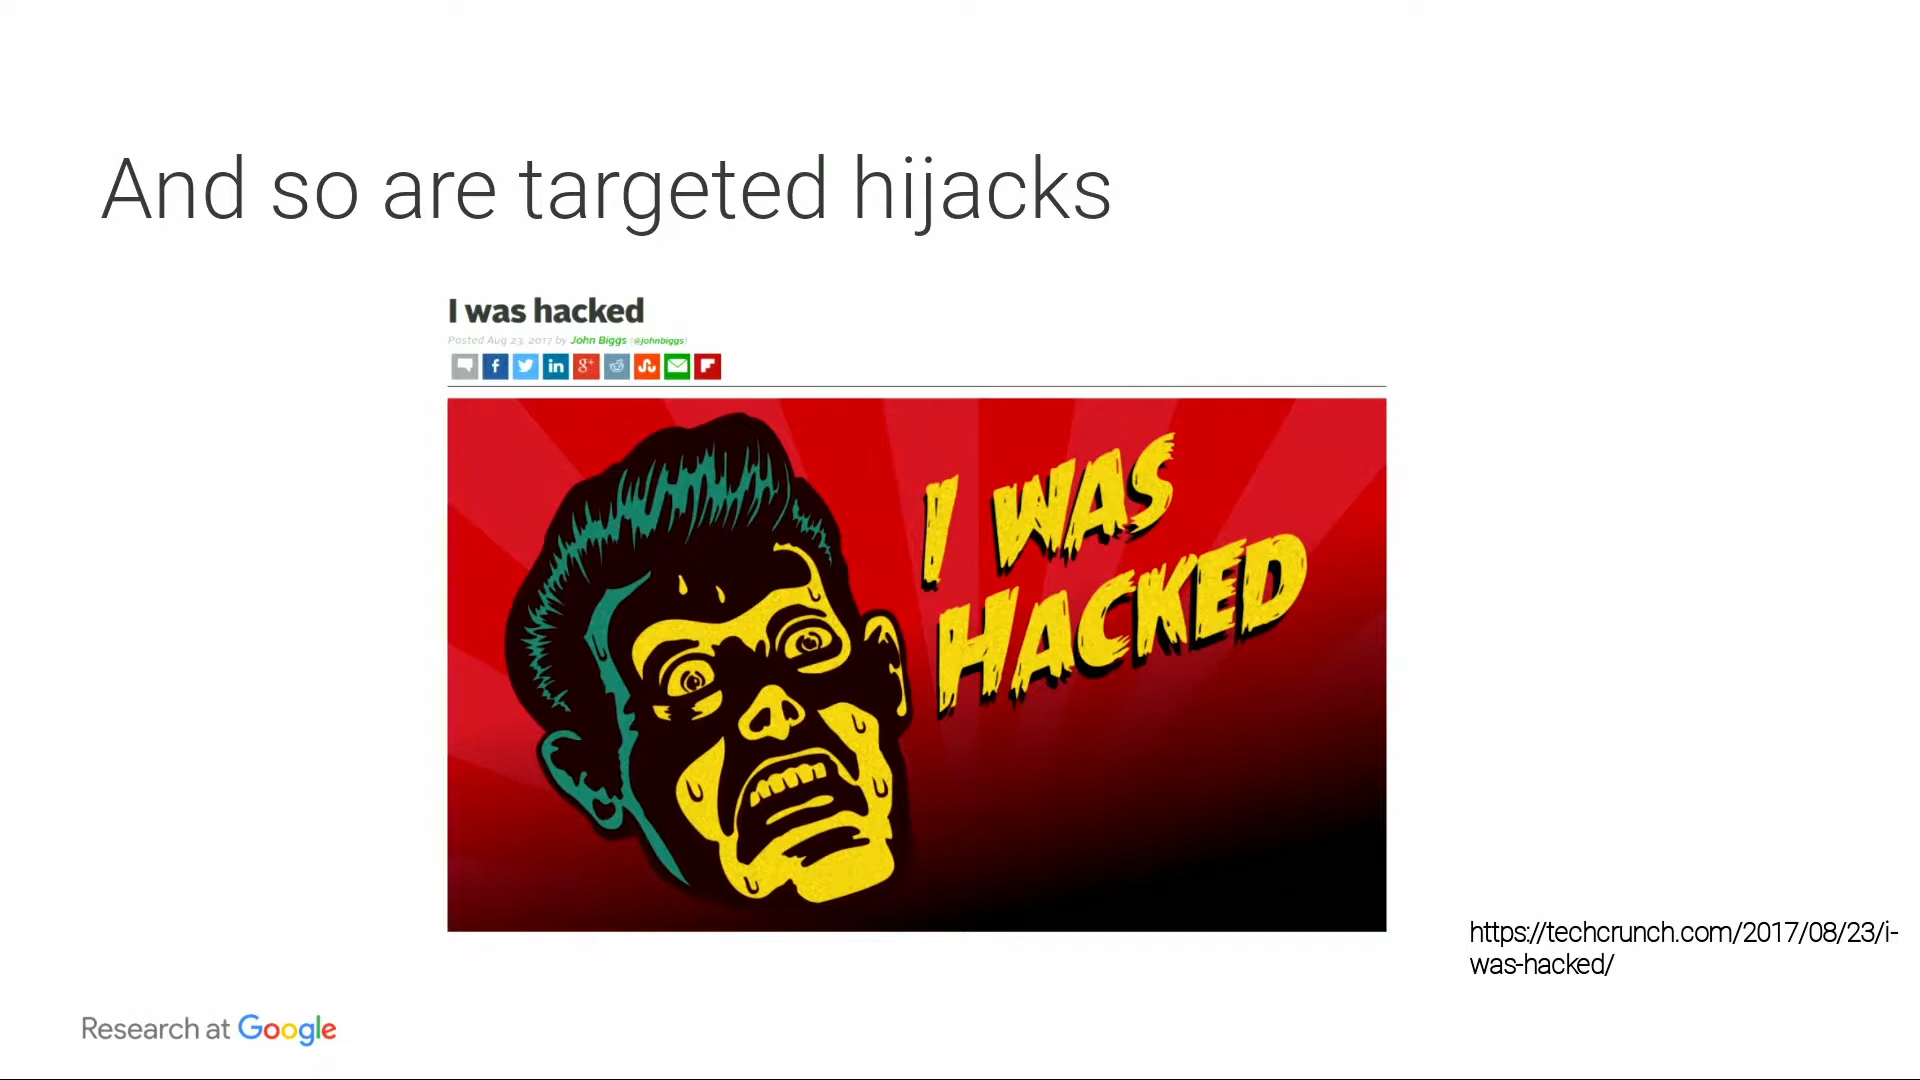 And so are targeted hijacks
I was hacked
Posted Aug 23, 2017 by John Biggs (@johnbiggs)
f in g+
I WAS
HACKED
https://techcrunch.com/2017/08/23/i-
was-hacked/
Research at Google